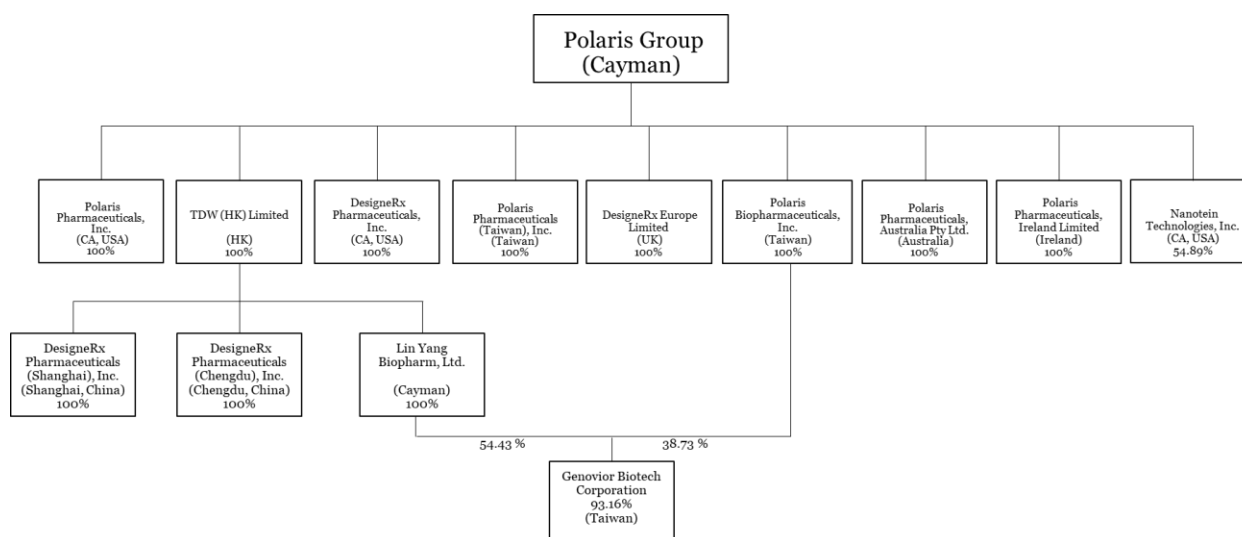 Polaris Group
(Cayman)
Polaris
Pharmaceuticals,
Inc.
(CA, USA)
100%
TDW (HK) Limited
(HK)
100%
DesigneRx
Pharmaceuticals,
Inc.
(CA, USA)
100%
Polaris
Pharmaceuticals
(Taiwan), Inc.
(Taiwan)
100%
DesigneRx Europe
Limited
(UK)
100%
Polaris
Biopharmaceuticals,
Inc.
(Taiwan)
100%
Polaris
Pharmaceuticals,
Australia Pty Ltd.
(Australia)
100%
Polaris
Pharmaceuticals,
Ireland Limited
(Ireland)
100%
Nanotein
Technologies, Inc.
(CA, USA)
54.89%
DesigneRx
Pharmaceuticals
(Shanghai), Inc.
(Shanghai, China)
100%
DesigneRx
Pharmaceuticals
(Chengdu), Inc.
(Chengdu, China)
100%
Lin Yang
Biopharm, Ltd.
(Cayman)
100%
54.43 %
38.73 %
Genovior Biotech
Corporation
93.16%
(Taiwan)